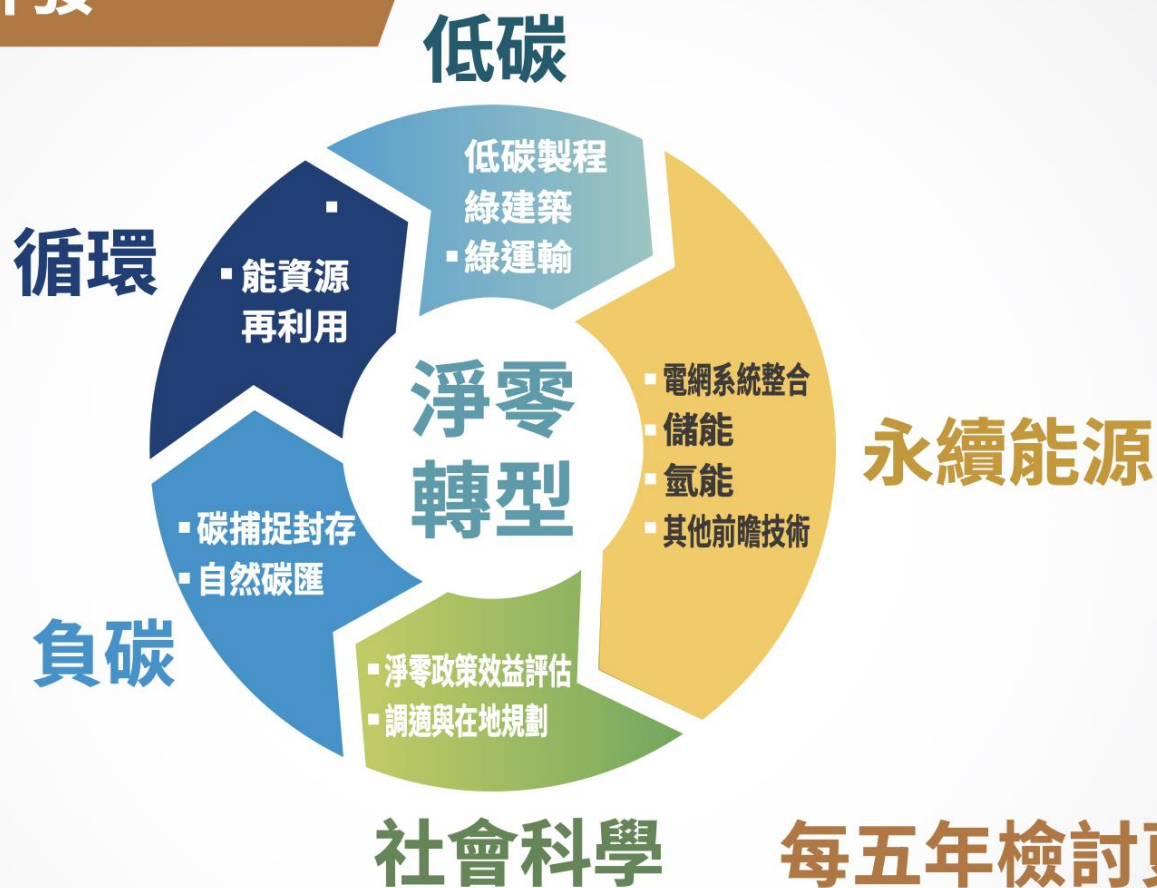 低碳
低碳製程
綠建築
▪綠運輸
循環
▪
▪能資源
再利用
淨零
轉型
▪電網系統整合
▪儲能
▪氫能
▪其他前瞻技術
永續能源
▪碳捕捉封存
▪自然碳匯
負碳
▪淨零政策效益評估
▪調適與在地規劃
社會科學
每五年檢討